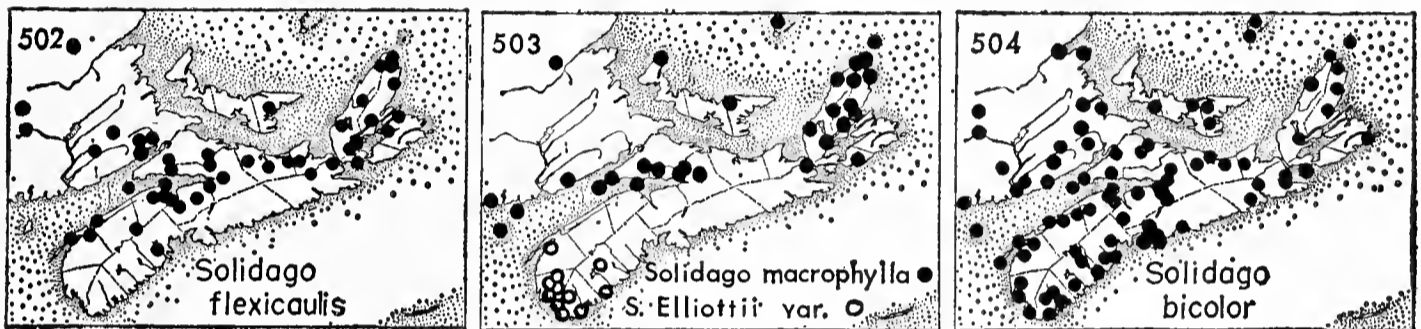 502
Solidago
flexicaulis
503
Solidago macrophylla ●
S. Elliottii var. o
504
Solidago
bicolor